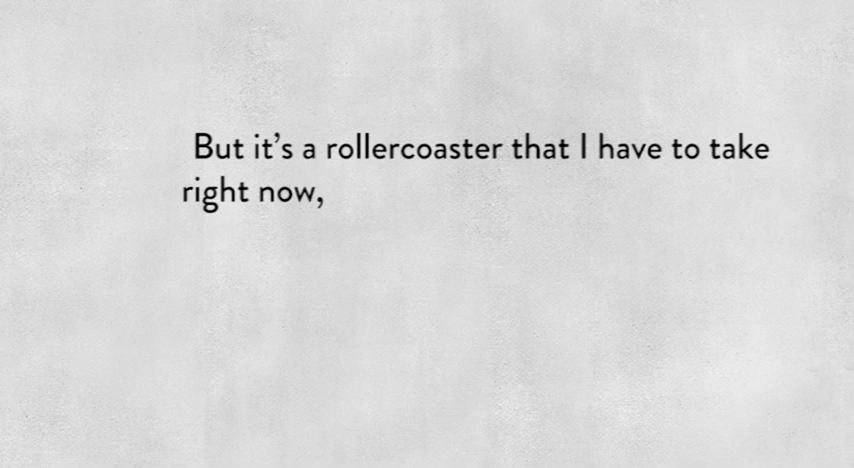 But it’s a rollercoaster that I have to take
right now,